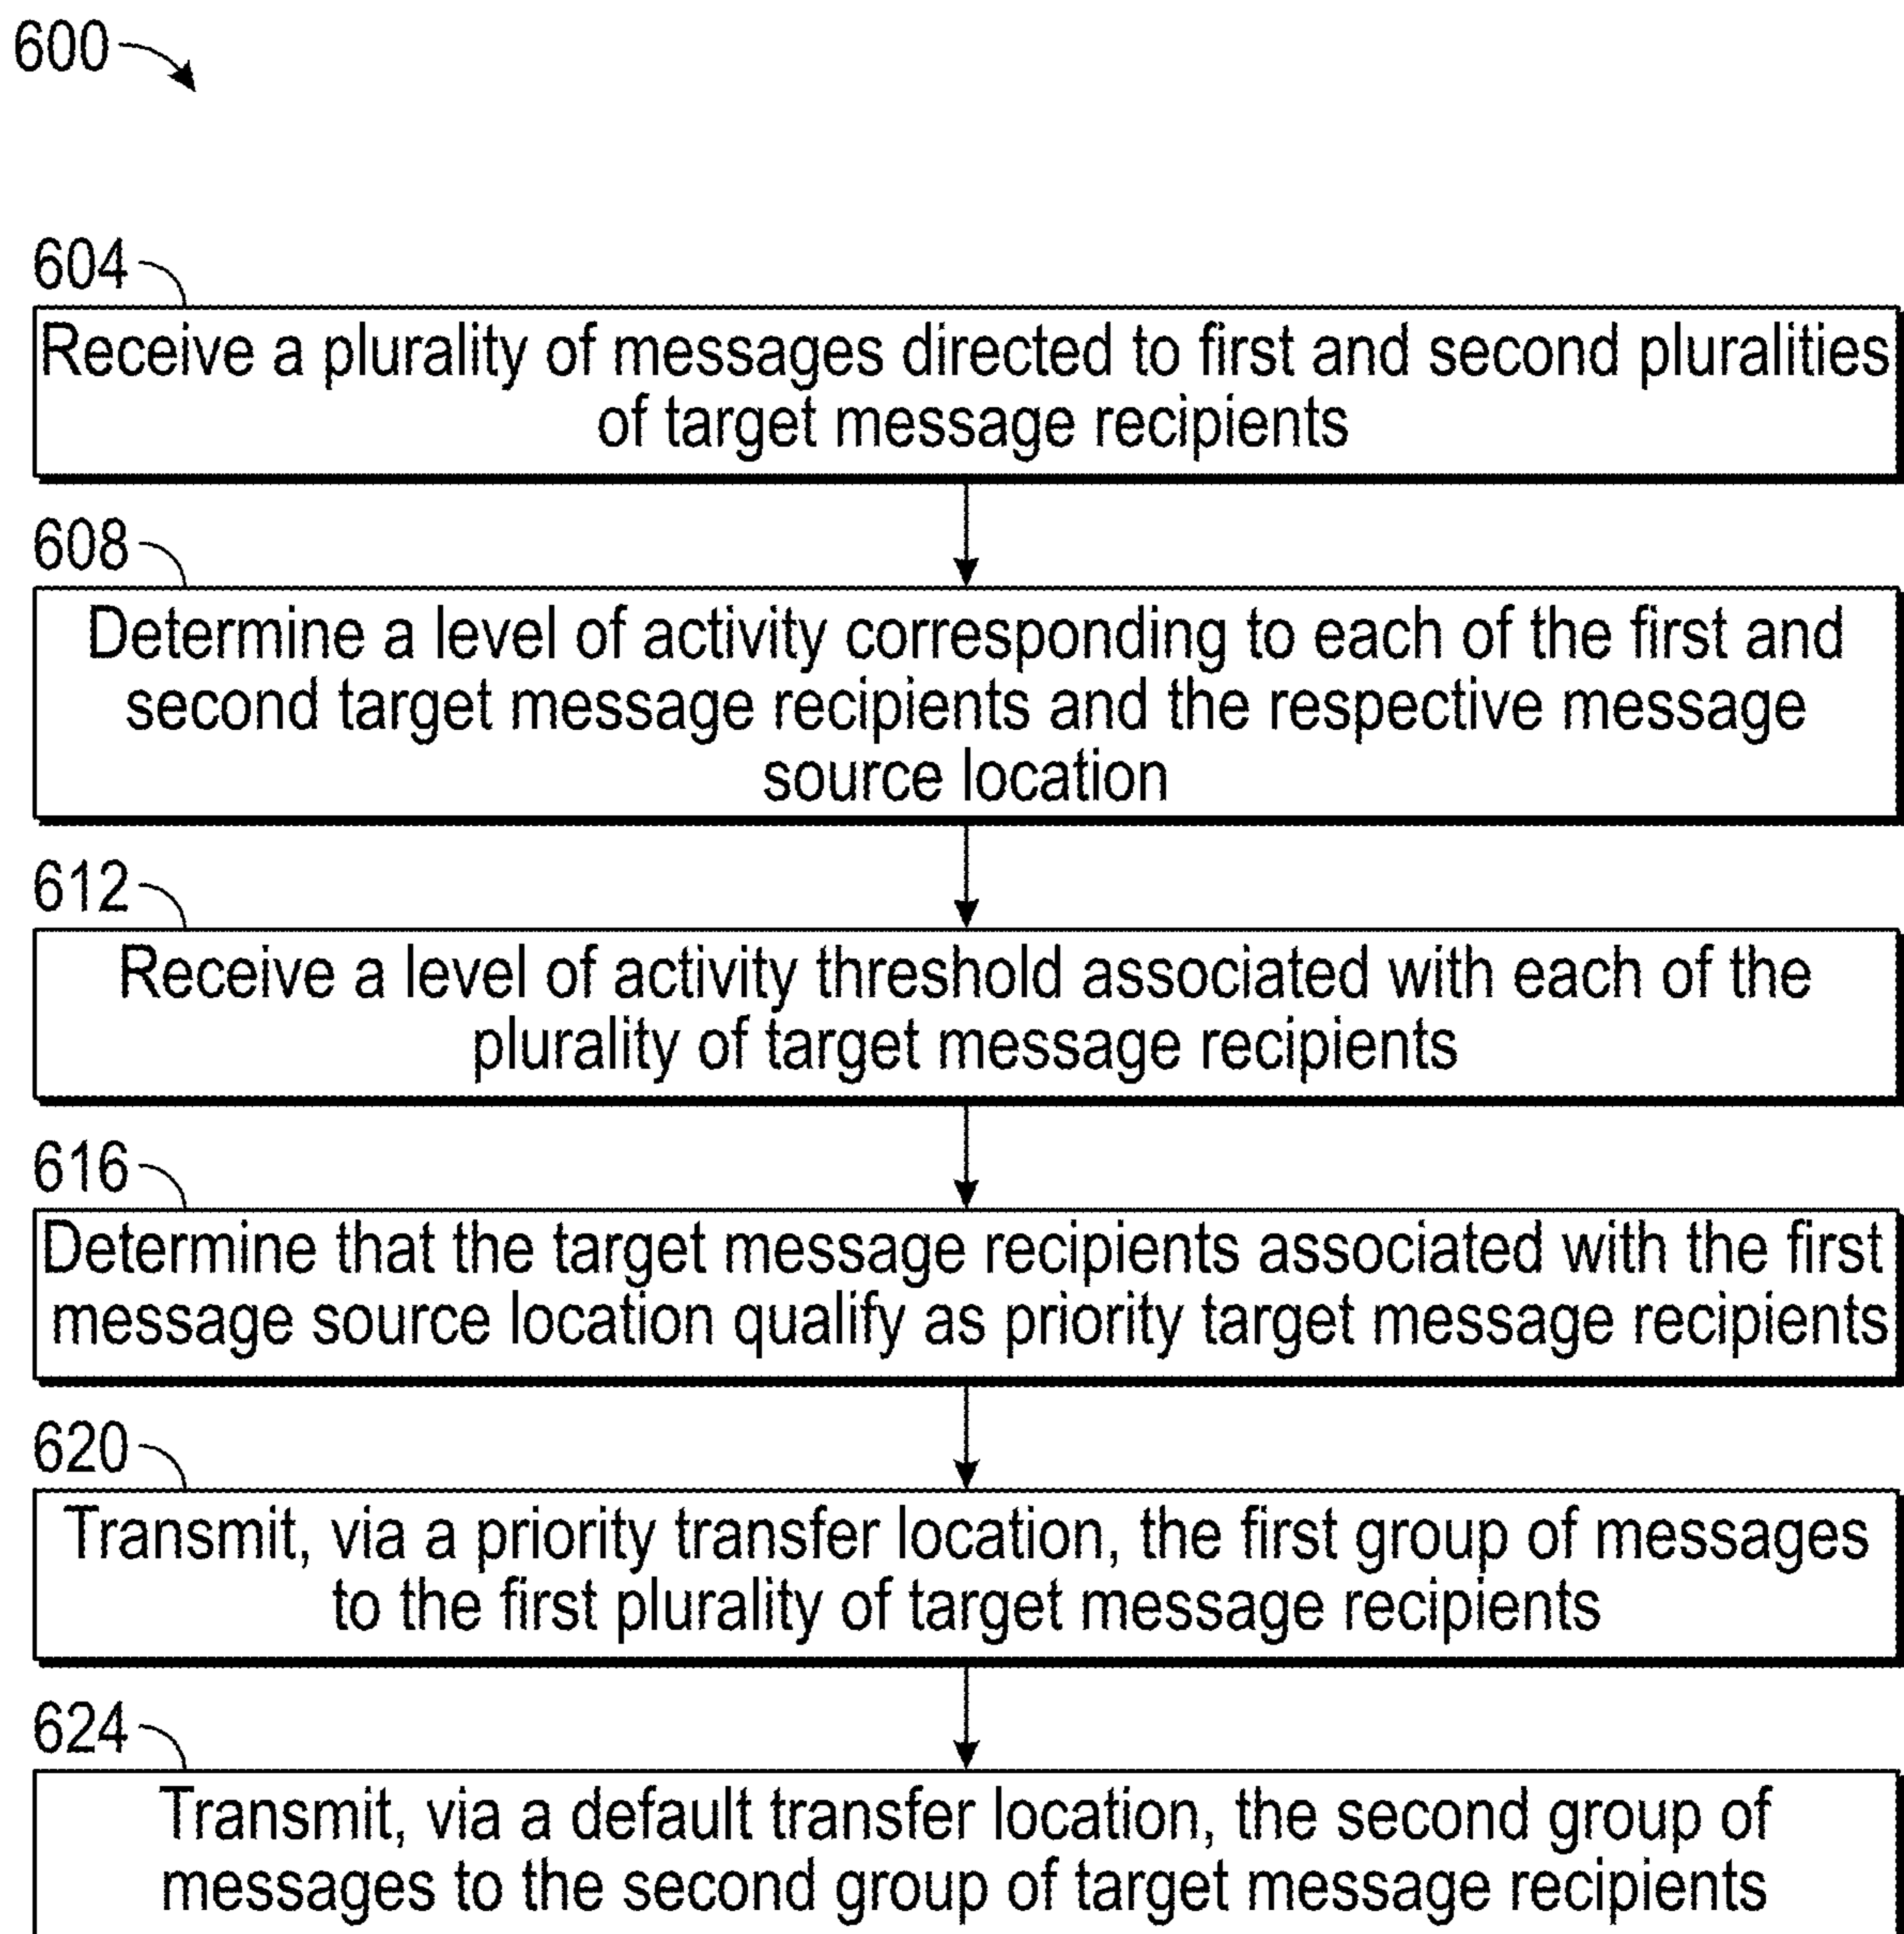 600
604
Receive a plurality of messages directed to first and second pluralities
of target message recipients
608
Determine a level of activity corresponding to each of the first and
second target message recipients and the respective message
source location
612
Receive a level of activity threshold associated with each of the
plurality of target message recipients
616
Determine that the target message recipients associated with the first
message source location qualify as priority target message recipients
620
Transmit, via a priority transfer location, the first group of messages
to the first plurality of target message recipients
624
Transmit, via a default transfer location, the second group of
messages to the second group of target message recipients